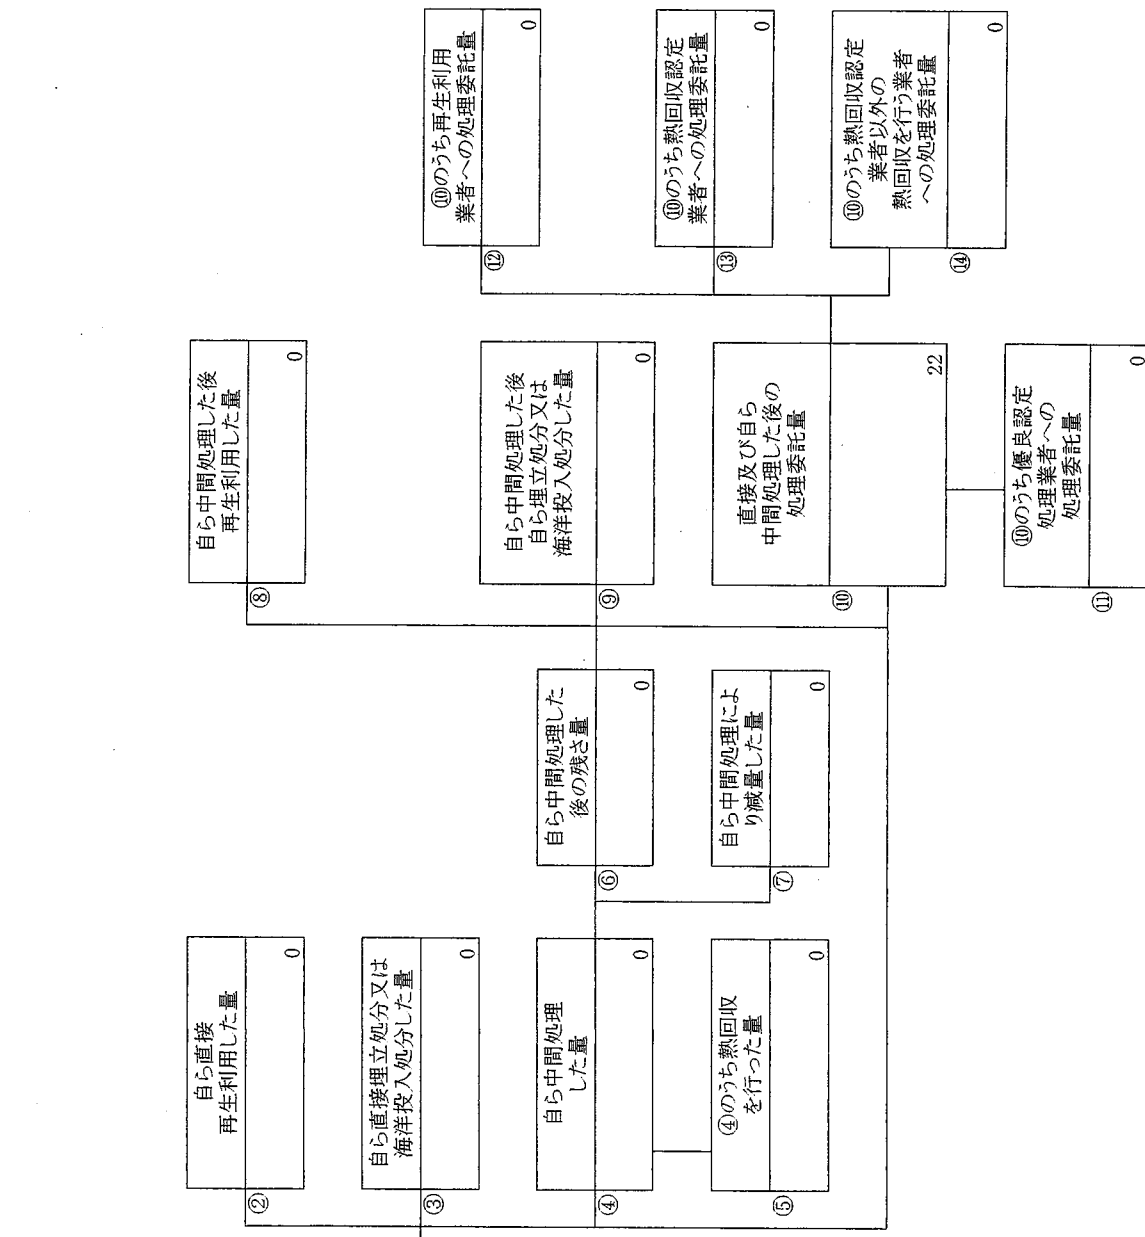 ②
自ら直接
再生利用した量
0
③
自ら直接埋立処分又は
海洋投入処分した量
0
④
自ら中間処理
した量
0
⑤
④のうち熱回収
を行った量
0
⑥
自ら中間処理した
後の残さ量
0
⑦
自ら中間処理によ
り減量した量
0
⑧
自ら中間処理した後
再生利用した量
0
⑨
自ら中間処理した後
自ら埋立処分又は
海洋投入処分した量
0
⑩
直接及び自ら
中間処理した後の
処理委託量
22
⑪
⑩のうち優良認定
処理業者への
処理委託量
0
⑫
⑩のうち再生利用
業者への処理委託量
0
⑬
⑩のうち熱回収認定
業者への処理委託量
0
⑭
⑩のうち熱回収認定
業者以外の
熱回収を行う業者
への処理委託量
0